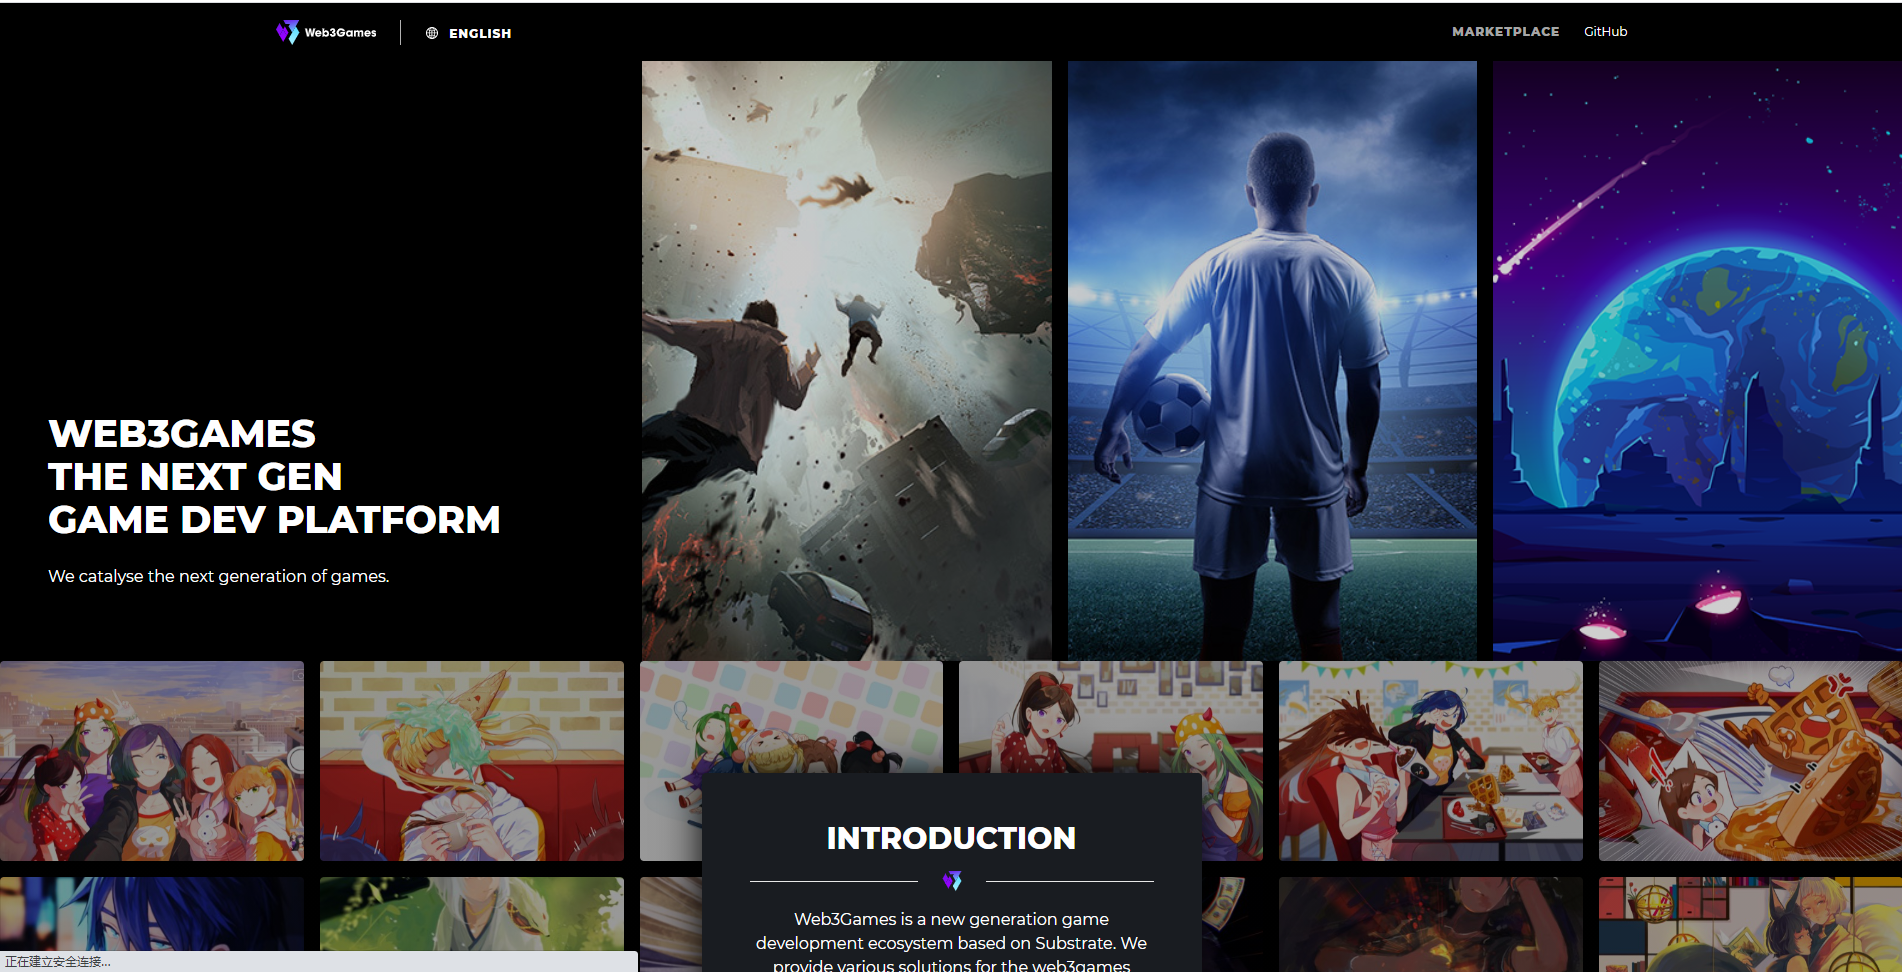 Web3Games
ENGLISH
MARKETPLACE
GitHub
WEB3GAMES
THE NEXT GEN
GAME DEV PLATFORM
We catalyse the next generation of games.
INTRODUCTION
Web3Games is a new generation game
development ecosystem based on Substrate. We
provide various solutions for the web3games
正在建立安全连接...